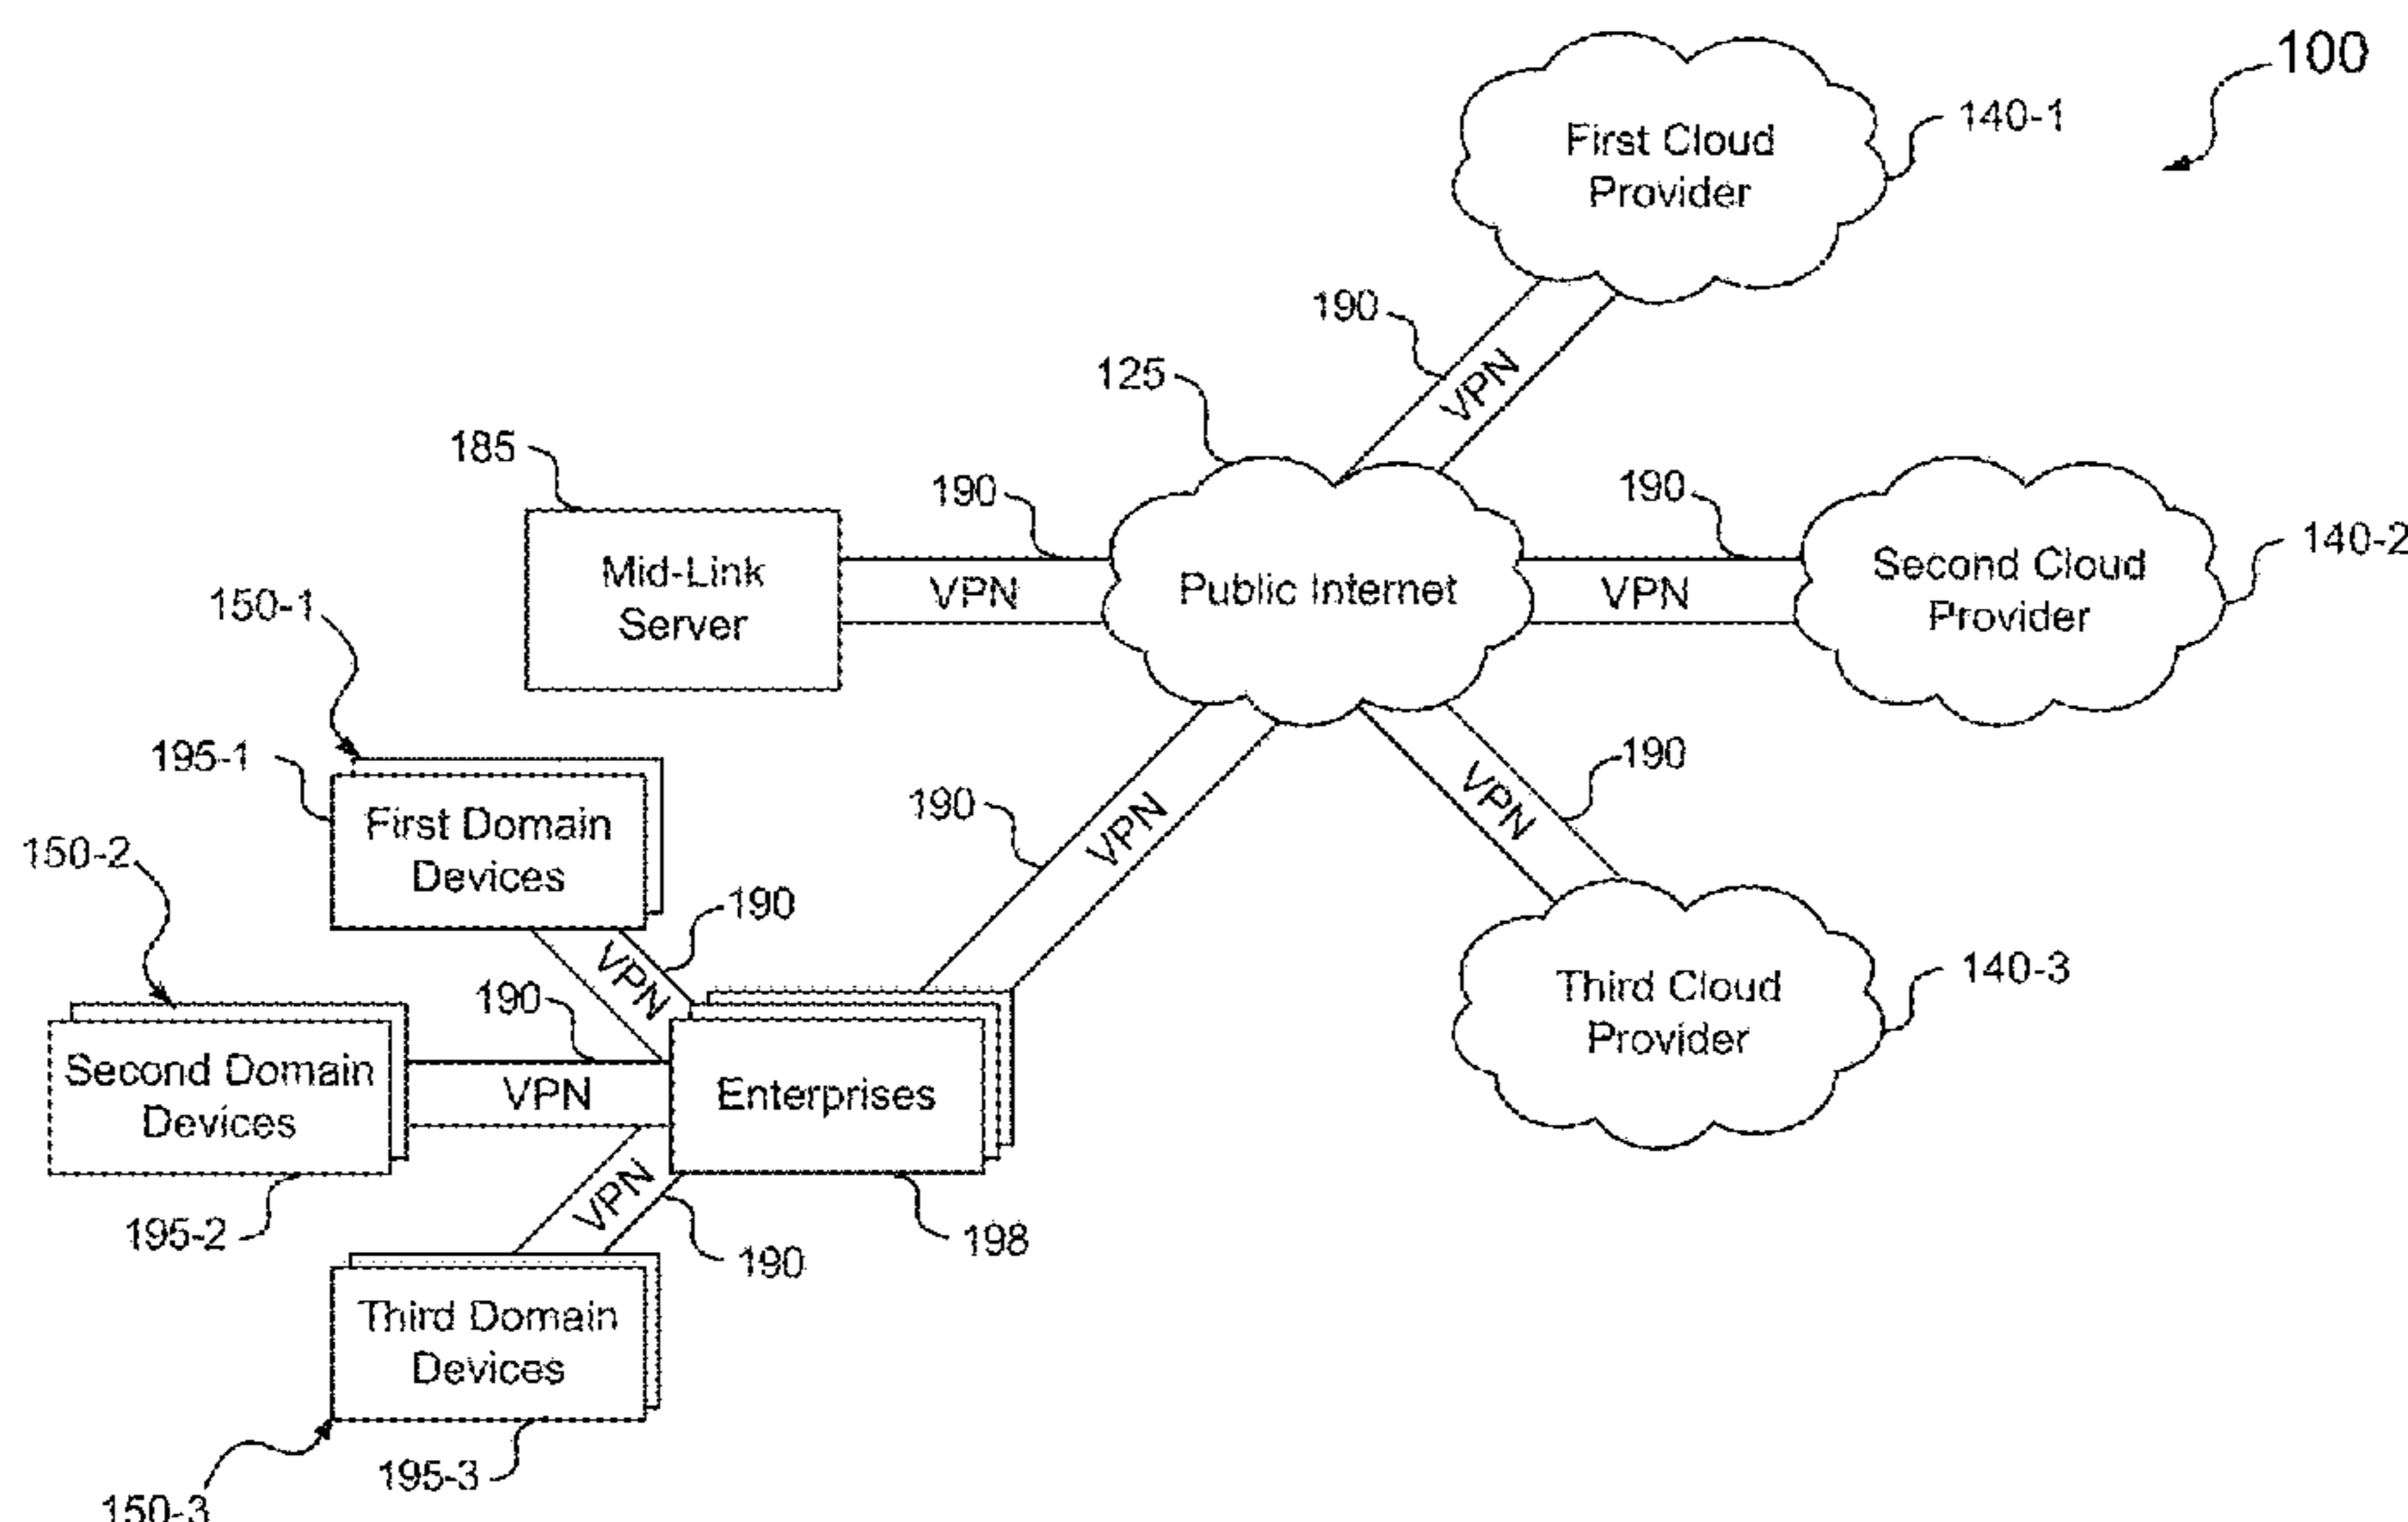 100
140-1
First Cloud
Provider
190
VPN
125
185
190
190
140-2
Mid-Link
Server
VPN
Public Internet
VPN
Second Cloud
Provider
150-1
195-1
First Domain
Devices
190
VPN
VPN
190
150-2
190
VPN
190
Third Cloud
Provider
140-3
Second Domain
Devices
VPN
Enterprises
195-2
VPN
190
198
Third Domain
Devices
195-3
150-3